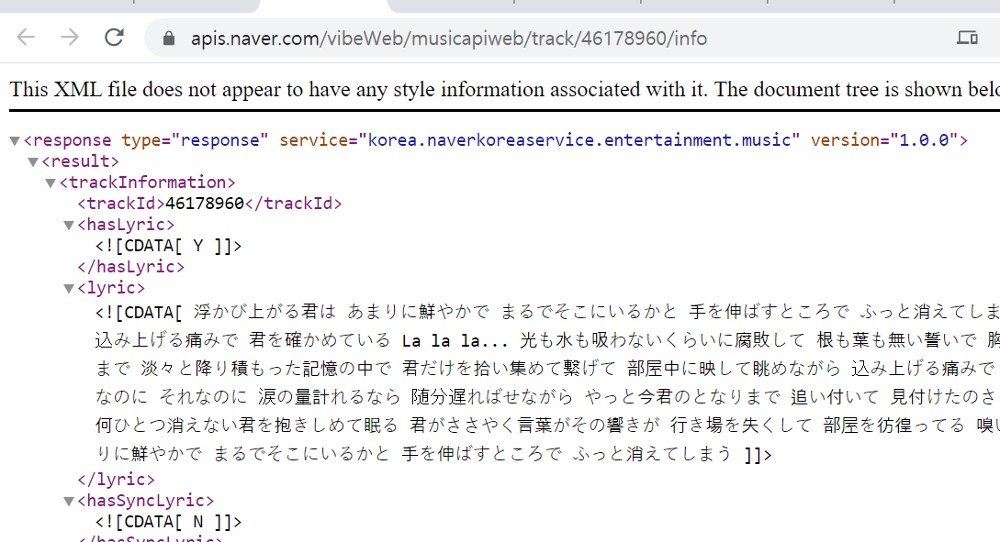 apis.naver.com/vibeWeb/musicapiweb/track/46178960/info
This XML file does not appear to have any style information associated with it. The document tree is shown
<response type="response" service="korea.naverkoreaservice.entertainment.music" version="1.0.0">
<result>
<trackInformation>
<trackId>46178960</trackId>
<hasLyric>
<![CDATA[ Y ]]>
</hasLyric>
<lyric>
<![CDATA[ 浮かび上がる君は あまりに鮮やかで まるでそこにいるかと 手を伸ばすところで ふっと消えてしま
込み上げる痛みで 君を確かめている La la la... 光も水も吸わないくらいに腐敗して 根も葉も無い誓いで 胸
まで 淡々と降り積もった記憶の中で 君だけを拾い集めて繋げて 部屋中に映して眺めながら 込み上げる痛みで
なのに それなのに 涙の量計れるなら 随分遅ればせながら やっと今君のとなりまで 追い付いて 見付けたのさ
何ひとつ消えない君を抱きしめて眠る 君がささやく言葉がその響きが 行き場を失くして 部屋を彷徨ってる 嗅い
りに鮮やかで まるでそこにいるかと 手を伸ばすところで ふっと消えてしまう ]]>
</lyric>
<hasSyncLyric>
<![CDATA[ N ]]>
</hasSyncLyric>